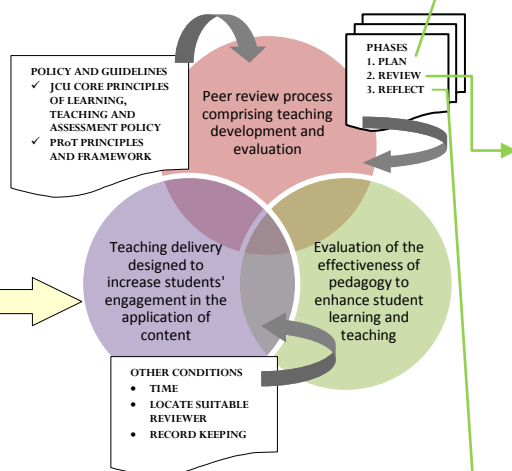 POLICY AND GUIDELINES
✓ JCU CORE PRINCIPLES
OF LEARNING,
TEACHING AND
ASSESSMENT POLICY
✓ PRoT PRINCIPLES
AND FRAMEWORK
Peer review process
comprising teaching
development and
evaluation
PHASES
1. PLAN
2. REVIEW
3. REFLECT
Teaching delivery
designed to
increase students'
engagement in the
application of
content
Evaluation of the
effectiveness of
pedagogy to
enhance student
learning and
teaching
OTHER CONDITIONS
• TIME
• LOCATE SUITABLE
REVIEWER
• RECORD KEEPING